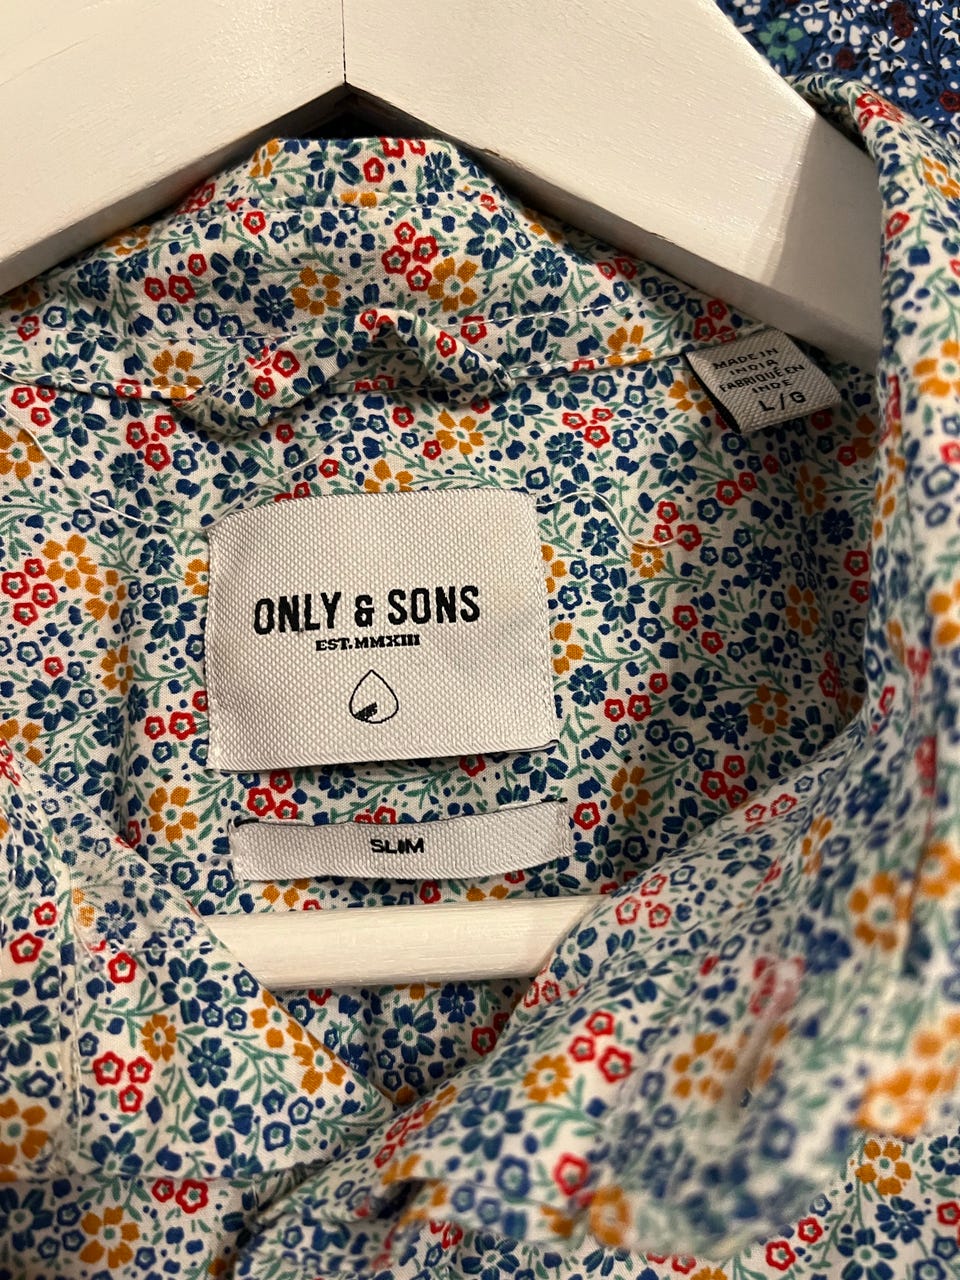 MADE IN
INDIA
FABRIQUÉ EN
INDE
L/G
ONLY & SONS
EST. MMXIII
SLIM